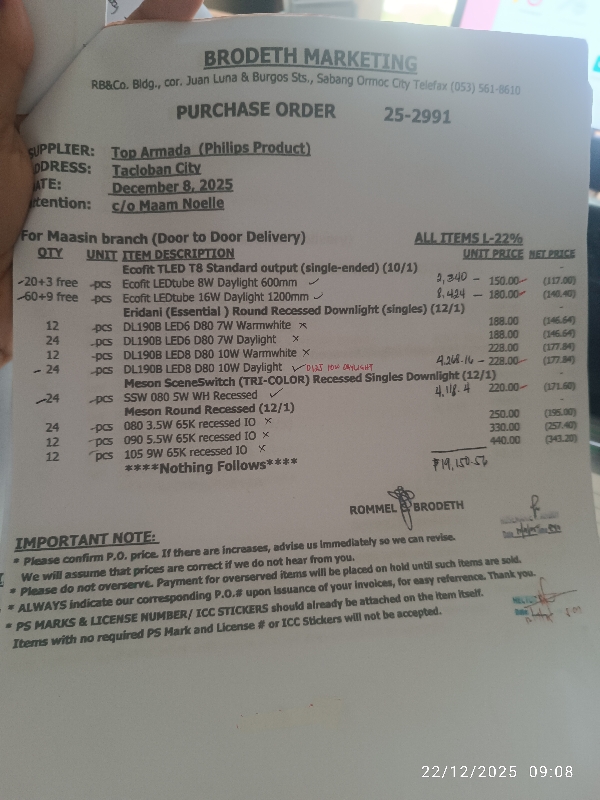 BRODETH MARKETING
RB&Co. Bldg., cor. Juan Luna & Burgos Sts., Sabang Ormoc City Telefax (053) 561-8610
PURCHASE ORDER 25-2991
UPPLIER: Top Armada (Philips Product)
DDRESS: Tacloban City
ATE: December 8, 2025
ttention: c/o Maam Noelle
For Maasin branch (Door to Door Delivery) ALL ITEMS L-22%
QTY UNIT ITEM DESCRIPTION UNIT PRICE NET PRICE
Ecofit TLED T8 Standard output (single-ended) (10/1) -
20+3 free -pcs Ecofit LEDtube 8W Daylight 600mm ✓ 2,340 - 150.00 (117.00)
60+9 free -pcs Ecofit LEDtube 16W Daylight 1200mm ✓ 8,424 - 180.00 (140.40)
Eridani (Essential ) Round Recessed Downlight (singles) (12/1) -
12 -pcs DL190B LED6 D80 7W Warmwhite x 188.00 (146.64)
24 -pcs DL190B LED6 D80 7W Daylight x 188.00 (146.64)
12 -pcs DL190B LED8 D80 10W Warmwhite x 228.00 (177.84)
- 24 -pcs DL190B LED8 D80 10W Daylight ✓ D125 10W DAYLIGHT 4,268.16 - 228.00 (177.84)
Meson SceneSwitch (TRI-COLOR) Recessed Singles Downlight (12/1) -
24 -pcs SSW 080 5W WH Recessed ✓ 4,118.4 220.00 (171.60)
Meson Round Recessed (12/1) -
24 -pcs 080 3.5W 65K recessed IO x 250.00 (195.00)
12 -pcs 090 5.5W 65K recessed IO x 330.00 (257.40)
12 -pcs 105 9W 65K recessed IO x 440.00 (343.20)
****Nothing Follows**** ₱19,150.56
ROMMEL BRODETH
IMPORTANT NOTE:
* Please confirm P.O. price. If there are increases, advise us immediately so we can revise.
We will assume that prices are correct if we do not hear from you.
* Please do not overserve. Payment for overserved items will be placed on hold until such items are sold.
* ALWAYS indicate our corresponding P.O.# upon issuance of your invoices, for easy referrence. Thank you.
* PS MARKS & LICENSE NUMBER/ ICC STICKERS should already be attached on the item itself.
Items with no required PS Mark and License # or ICC Stickers will not be accepted.
22/12/2025 09:08